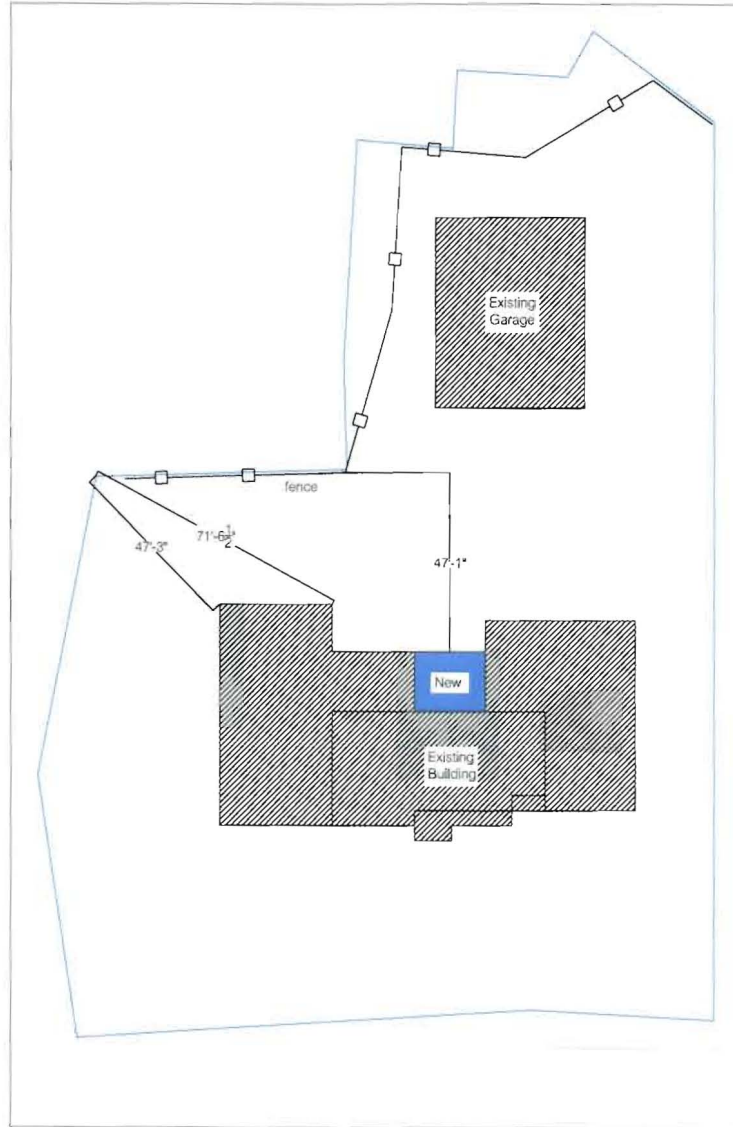 Existing
Garage
fence
71'-6½"
47'-3"
47'-1"
New
Existing
Building